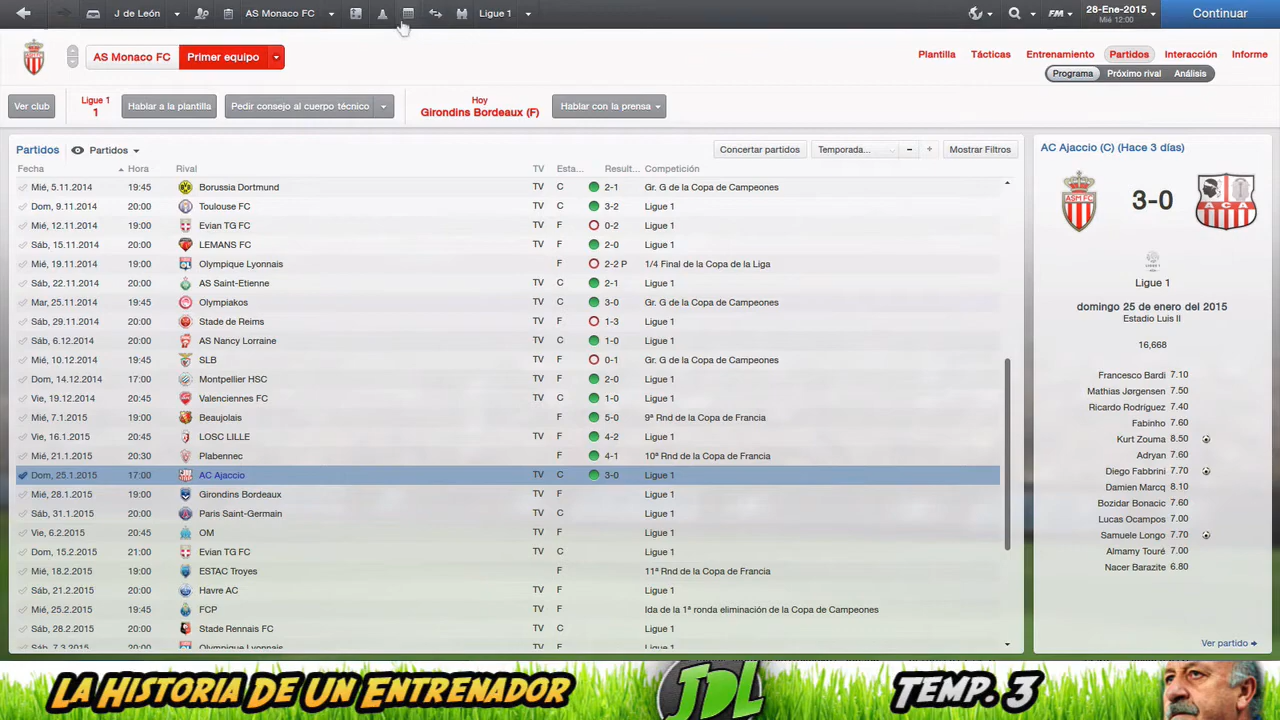 J de León
AS Monaco FC
Ligue 1
FM
28-Ene-2015
Mié 12:00
Continuar
AS Monaco FC
Primer equipo
Plantilla
Tácticas
Entrenamiento
Partidos
Interacción
Informe
Programa
Próximo rival
Análisis
Ver club
Ligue 1
1
Hablar a la plantilla
Pedir consejo al cuerpo técnico
Hoy
Girondins Bordeaux (F)
Hablar con la prensa
Partidos
Partidos
Concertar partidos
Temporada...
Mostrar Filtros
Fecha Hora Rival TV Esta... Result... Competición
Mié, 5.11.2014 19:45 Borussia Dortmund TV C 2-1 Gr. G de la Copa de Campeones
Dom, 9.11.2014 20:00 Toulouse FC TV C 3-2 Ligue 1
Mié, 12.11.2014 19:00 Evian TG FC TV F 0-2 Ligue 1
Sáb, 15.11.2014 20:00 LEMANS FC TV F 2-0 Ligue 1
Mié, 19.11.2014 19:00 Olympique Lyonnais F 2-2 P 1/4 Final de la Copa de la Liga
Sáb, 22.11.2014 20:00 AS Saint-Etienne TV C 2-1 Ligue 1
Mar, 25.11.2014 19:45 Olympiakos TV C 3-0 Gr. G de la Copa de Campeones
Sáb, 29.11.2014 20:00 Stade de Reims TV F 1-3 Ligue 1
Sáb, 6.12.2014 20:00 AS Nancy Lorraine TV C 1-0 Ligue 1
Mié, 10.12.2014 19:45 SLB TV F 0-1 Gr. G de la Copa de Campeones
Dom, 14.12.2014 17:00 Montpellier HSC TV F 2-0 Ligue 1
Vie, 19.12.2014 20:45 Valenciennes FC TV C 1-0 Ligue 1
Mié, 7.1.2015 19:00 Beaujolais F 5-0 9ª Rnd de la Copa de Francia
Vie, 16.1.2015 20:45 LOSC LILLE TV F 4-2 Ligue 1
Mié, 21.1.2015 20:30 Plabennec F 4-1 10ª Rnd de la Copa de Francia
Dom, 25.1.2015 17:00 AC Ajaccio TV C 3-0 Ligue 1
Mié, 28.1.2015 19:00 Girondins Bordeaux TV F Ligue 1
Sáb, 31.1.2015 20:00 Paris Saint-Germain TV C Ligue 1
Vie, 6.2.2015 20:45 OM TV F Ligue 1
Dom, 15.2.2015 21:00 Evian TG FC TV C Ligue 1
Mié, 18.2.2015 19:00 ESTAC Troyes F 11ª Rnd de la Copa de Francia
Sáb, 21.2.2015 20:00 Havre AC TV C Ligue 1
Mié, 25.2.2015 19:45 FCP TV F Ida de la 1ª ronda eliminación de la Copa de Campeones
Sáb, 28.2.2015 20:00 Stade Rennais FC TV C Ligue 1
Sáb, 7.3.2015 20:00 Olympique Lyonnais TV F Ligue 1
AC Ajaccio (C) (Hace 3 días)
3-0
Ligue 1
domingo 25 de enero del 2015
Estadio Luis II
16,668
Francesco Bardi 7.10
Mathias Jørgensen 7.50
Ricardo Rodriguez 7.40
Fabinho 7.60
Kurt Zouma 8.50
Adryan 7.60
Diego Fabbrini 7.70
Damien Marcq 8.10
Bozidar Bonacic 7.60
Lucas Ocampos 7.00
Samuele Longo 7.70
Almamy Touré 7.00
Nacer Barazite 6.80
Ver partido
La Historia De Un Entrenador
JDL
Temp. 3